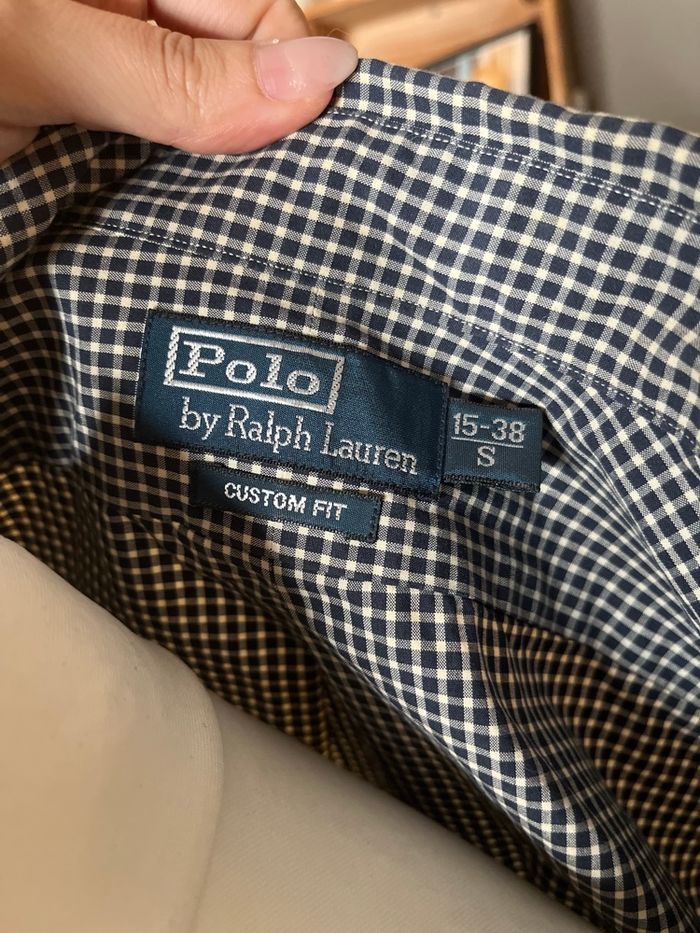 Polo
by Ralph Lauren
15-38
S
CUSTOM FIT